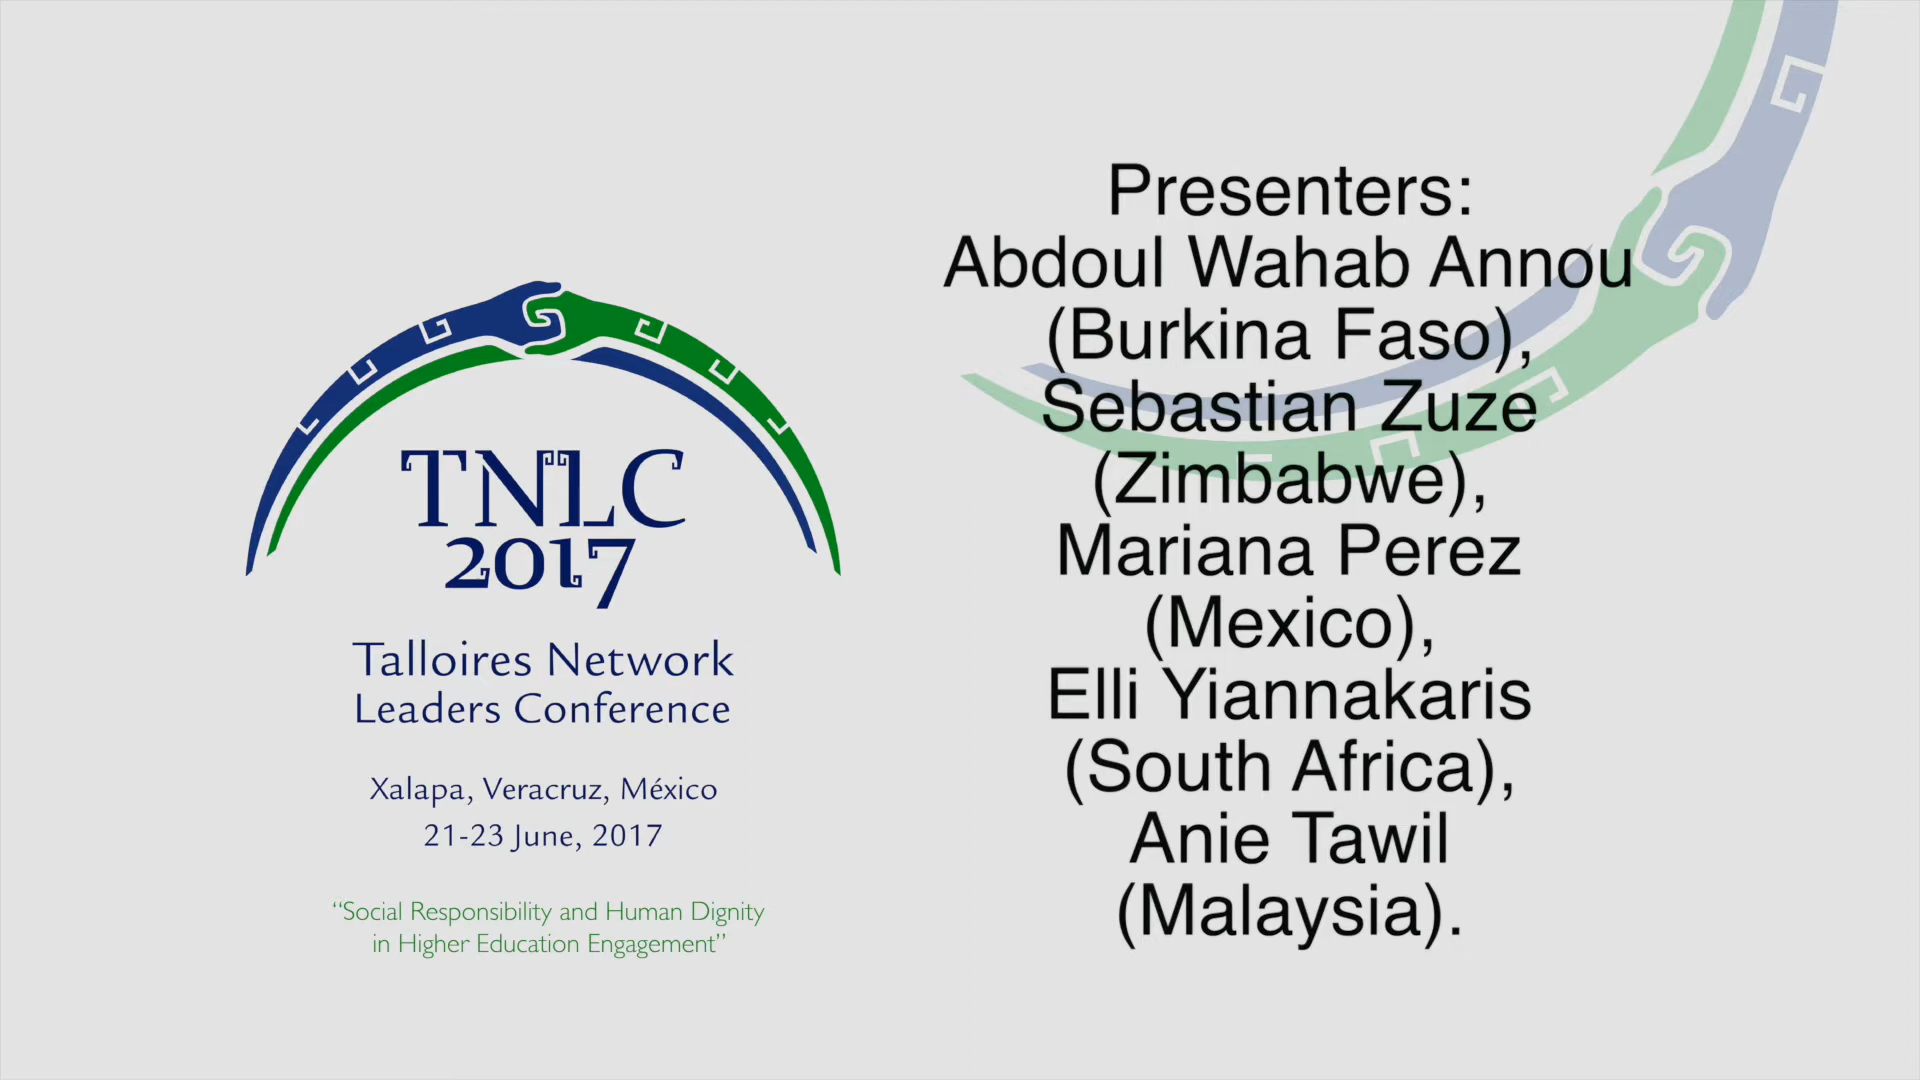 TNLC
2017
Talloires Network
Leaders Conference
Xalapa, Veracruz, México
21-23 June, 2017
“Social Responsibility and Human Dignity
in Higher Education Engagement”
Presenters:
Abdoul Wahab Annou
(Burkina Faso),
Sebastian Zuze
(Zimbabwe),
Mariana Perez
(Mexico),
Elli Yiannakaris
(South Africa),
Anie Tawil
(Malaysia).